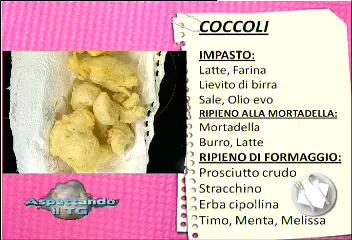 COCCOLI
IMPASTO:
Latte, Farina
Lievito di birra
Sale, Olio evo
RIPIENO ALLA MORTADELLA:
Mortadella
Burro, Latte
RIPIENO DI FORMAGGIO:
Prosciutto crudo
Stracchino
Erba cipollina
Timo, Menta, Melissa
Aspettando
il TG